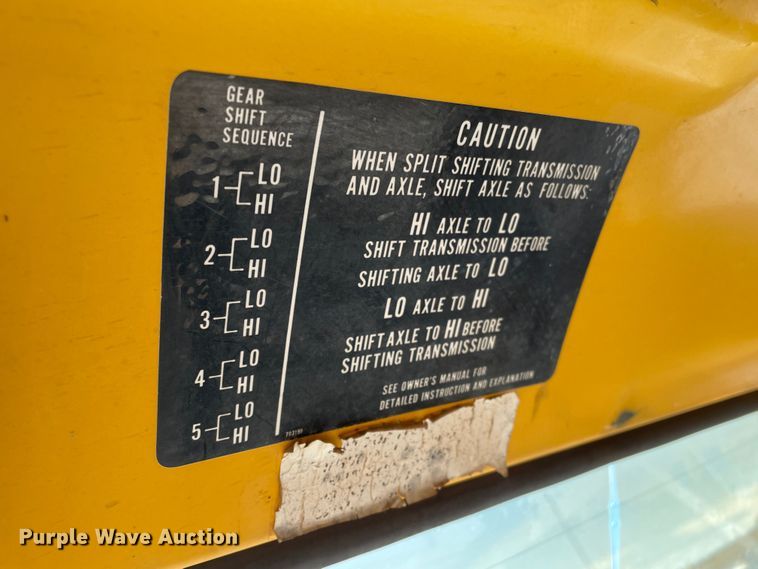 GEAR
SHIFT
SEQUENCE
1 LO
HI
2 LO
HI
3 LO
HI
4 LO
HI
5 LO
HI
CAUTION
WHEN SPLIT SHIFTING TRANSMISSION
AND AXLE, SHIFT AXLE AS FOLLOWS:
HI AXLE TO LO
SHIFT TRANSMISSION BEFORE
SHIFTING AXLE TO LO
LO AXLE TO HI
SHIFT AXLE TO HI BEFORE
SHIFTING TRANSMISSION
SEE OWNER'S MANUAL FOR
DETAILED INSTRUCTION AND EXPLANATION
Purple Wave Auction